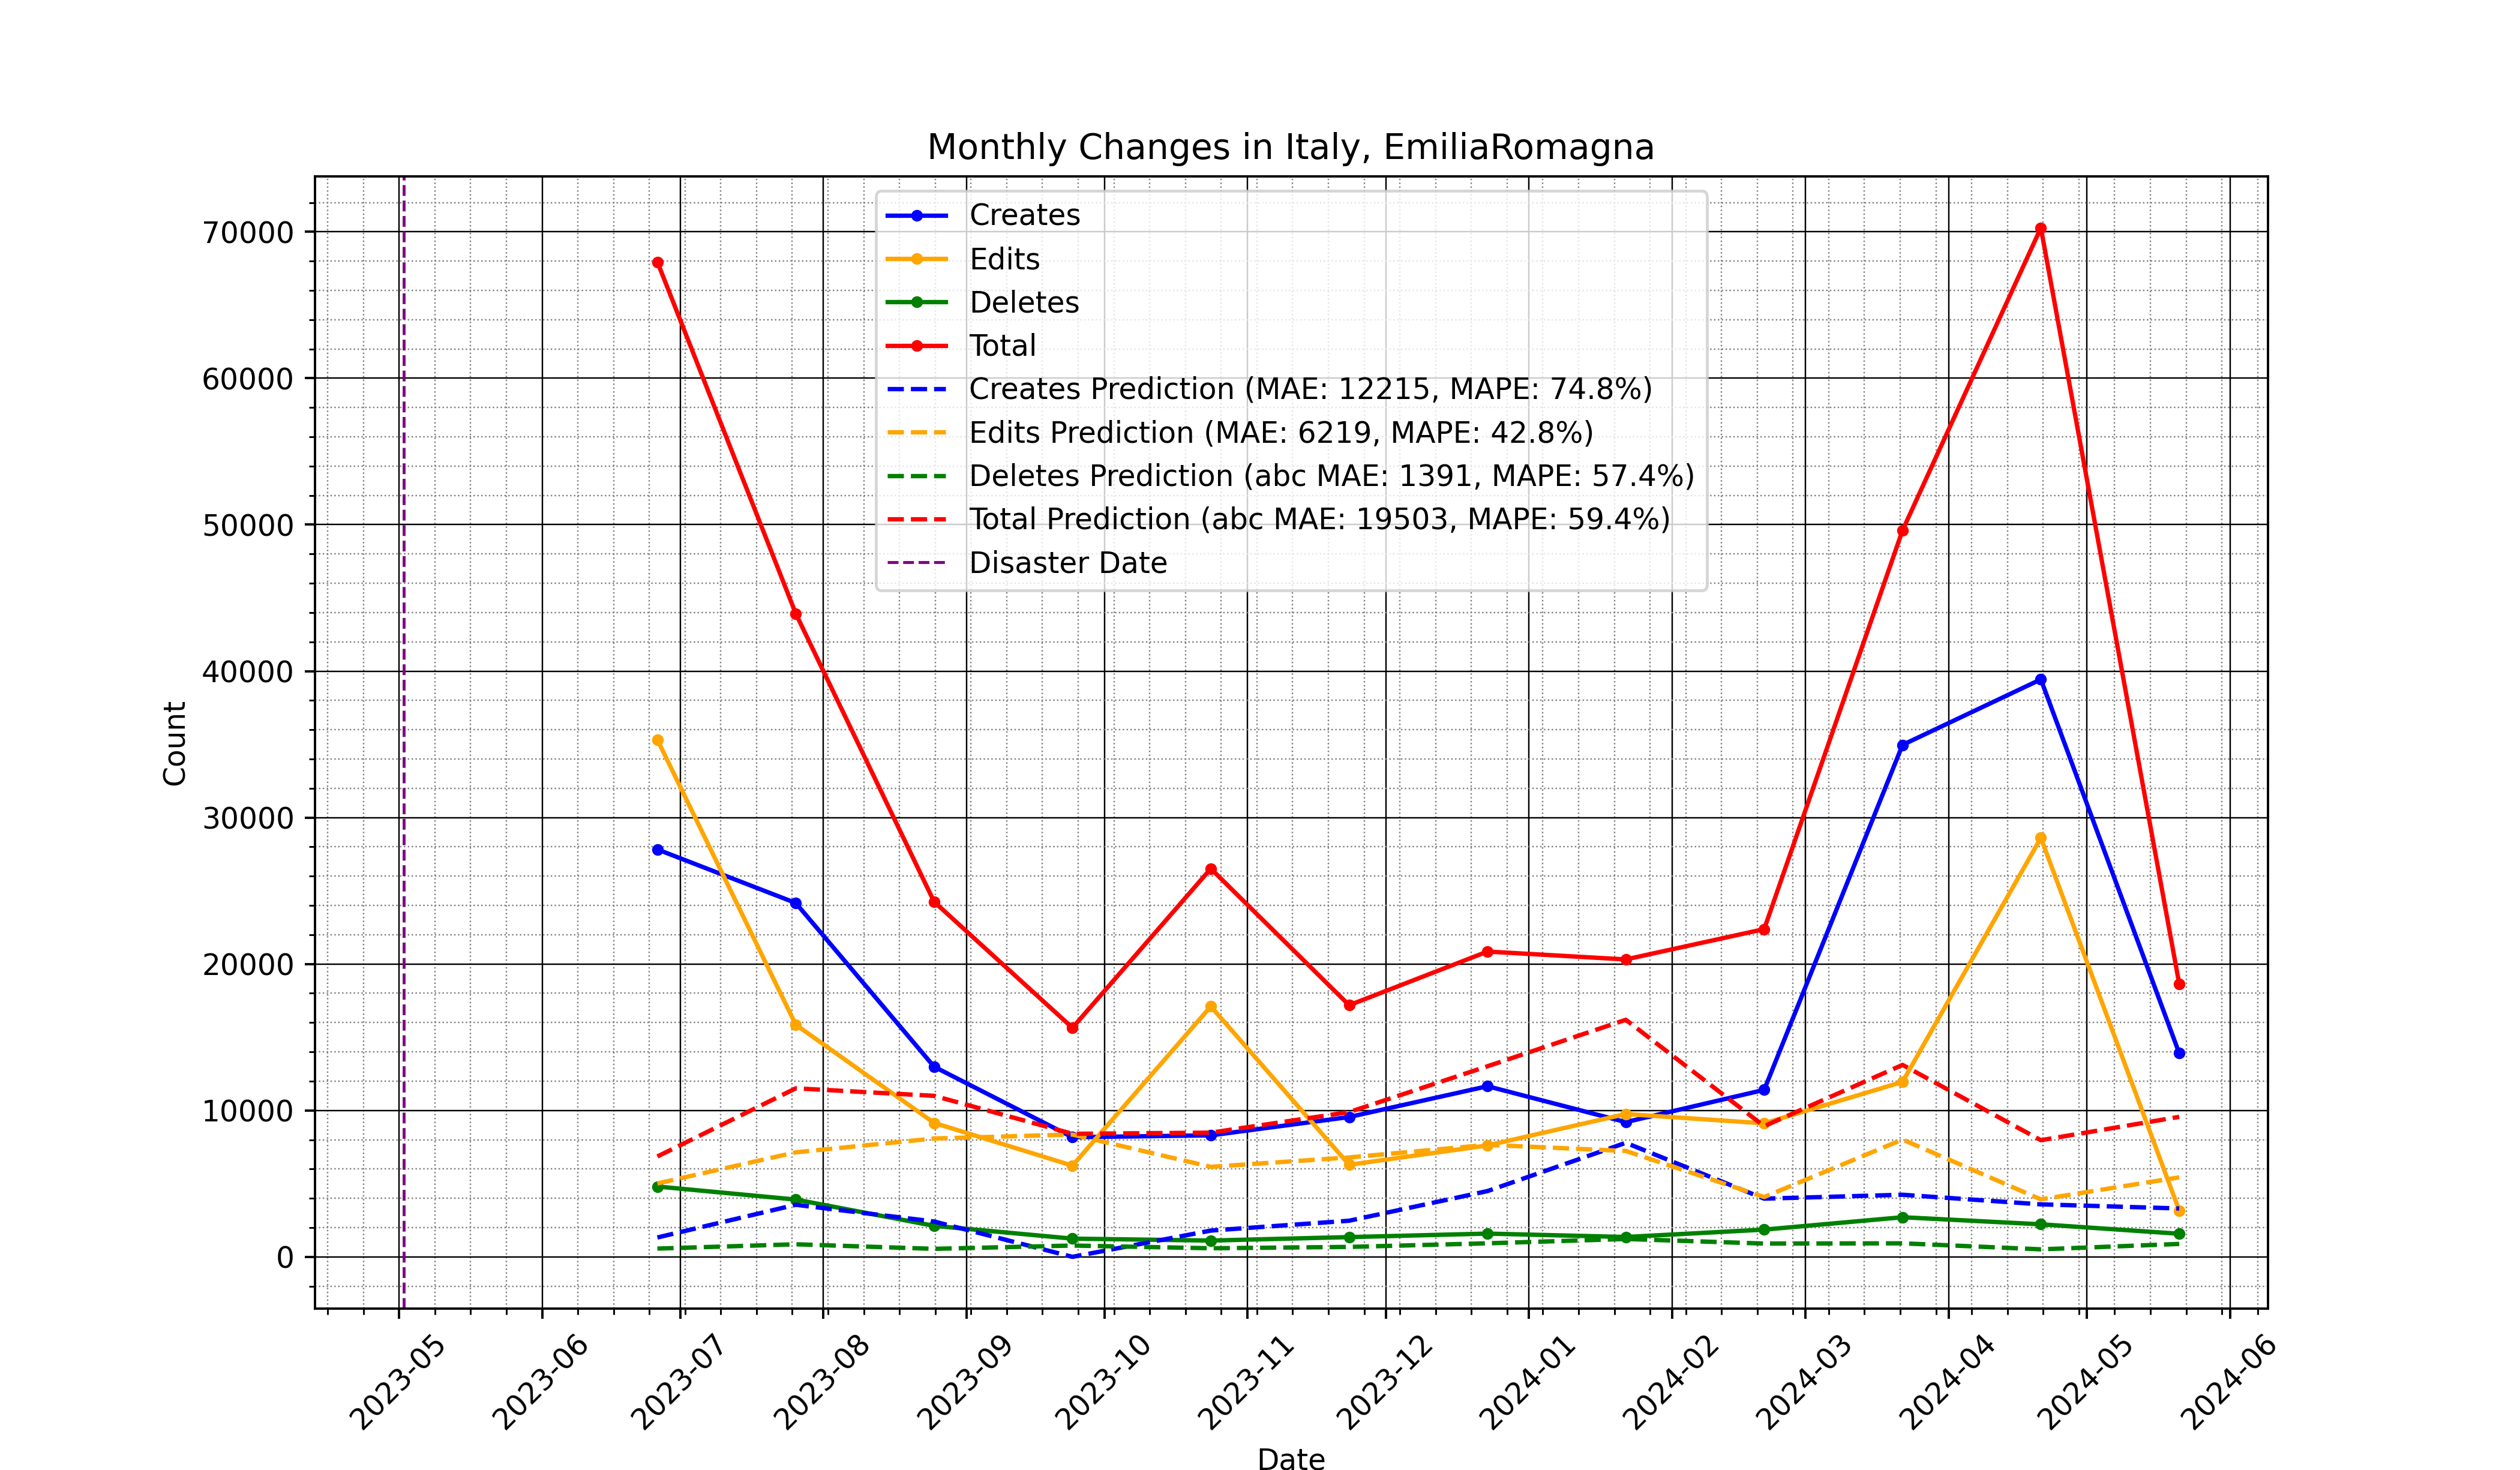 Monthly Changes in Italy, EmiliaRomagna
Creates
Edits
Deletes
Total
Creates Prediction (MAE: 12215, MAPE: 74.8%)
Edits Prediction (MAE: 6219, MAPE: 42.8%)
Deletes Prediction (abc MAE: 1391, MAPE: 57.4%)
Total Prediction (abc MAE: 19503, MAPE: 59.4%)
Disaster Date
Count
70000
60000
50000
40000
30000
20000
10000
0
2023-05
2023-06
2023-07
2023-08
2023-09
2023-10
2023-11
2023-12
2024-01
2024-02
2024-03
2024-04
2024-05
2024-06
Date